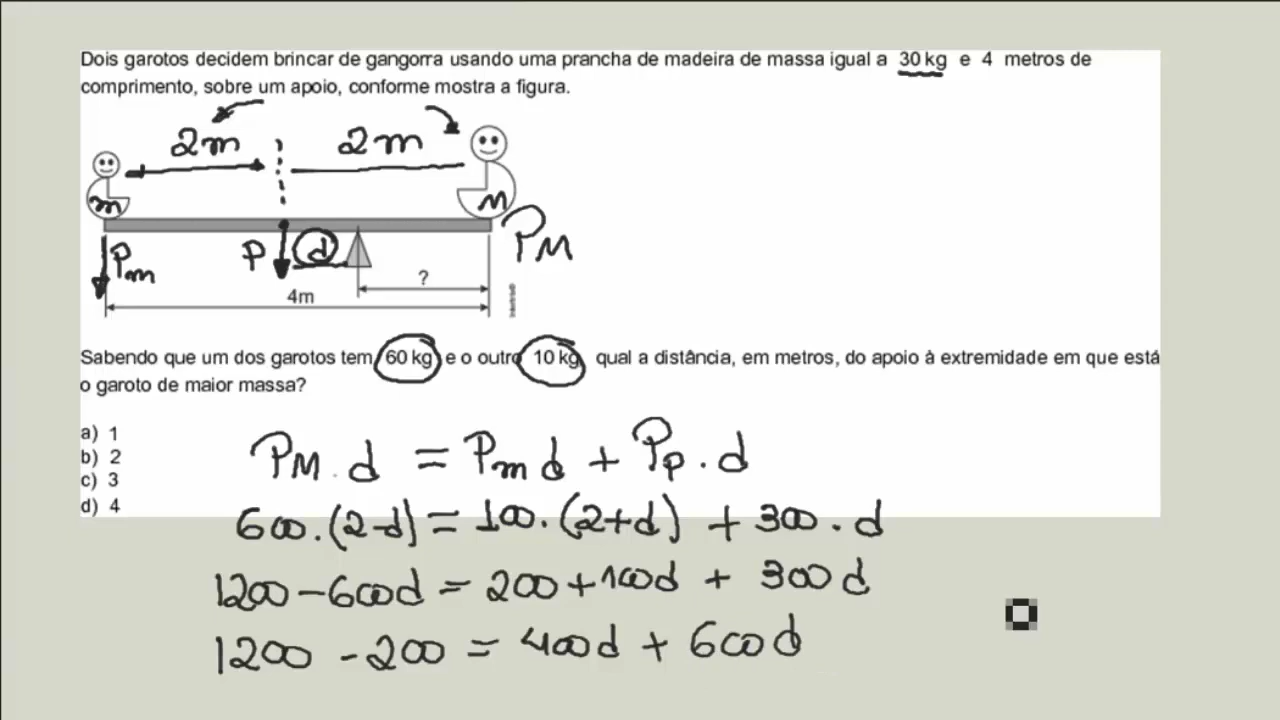 Dois garotos decidem brincar de gangorra usando uma prancha de madeira de massa igual a 30 kg e 4 metros de
comprimento, sobre um apoio, conforme mostra a figura.
2m 2m
m M
Pm P d PM
?
4m
Sabendo que um dos garotos tem 60 kg e o outro 10 kg, qual a distância, em metros, do apoio à extremidade em que está
o garoto de maior massa?
a) 1
b) 2
c) 3
d) 4
PM . d = Pm d + Pp . d
600.(2-d) = 100.(2+d) + 300 . d
1200 - 600d = 200 + 100d + 300d
1200 - 200 = 400d + 600d